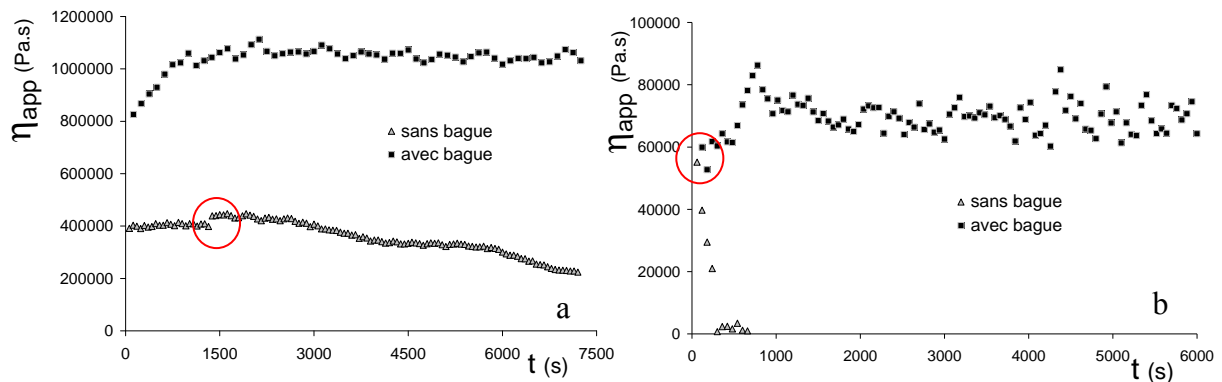 ηapp (Pa.s)
1200000
1000000
800000
600000
400000
200000
0
sans bague
avec bague
0 1500 3000 4500 6000 7500
t (s)
a
ηapp (Pa.s)
100000
80000
60000
40000
20000
0
sans bague
avec bague
0 1000 2000 3000 4000 5000 6000
t (s)
b